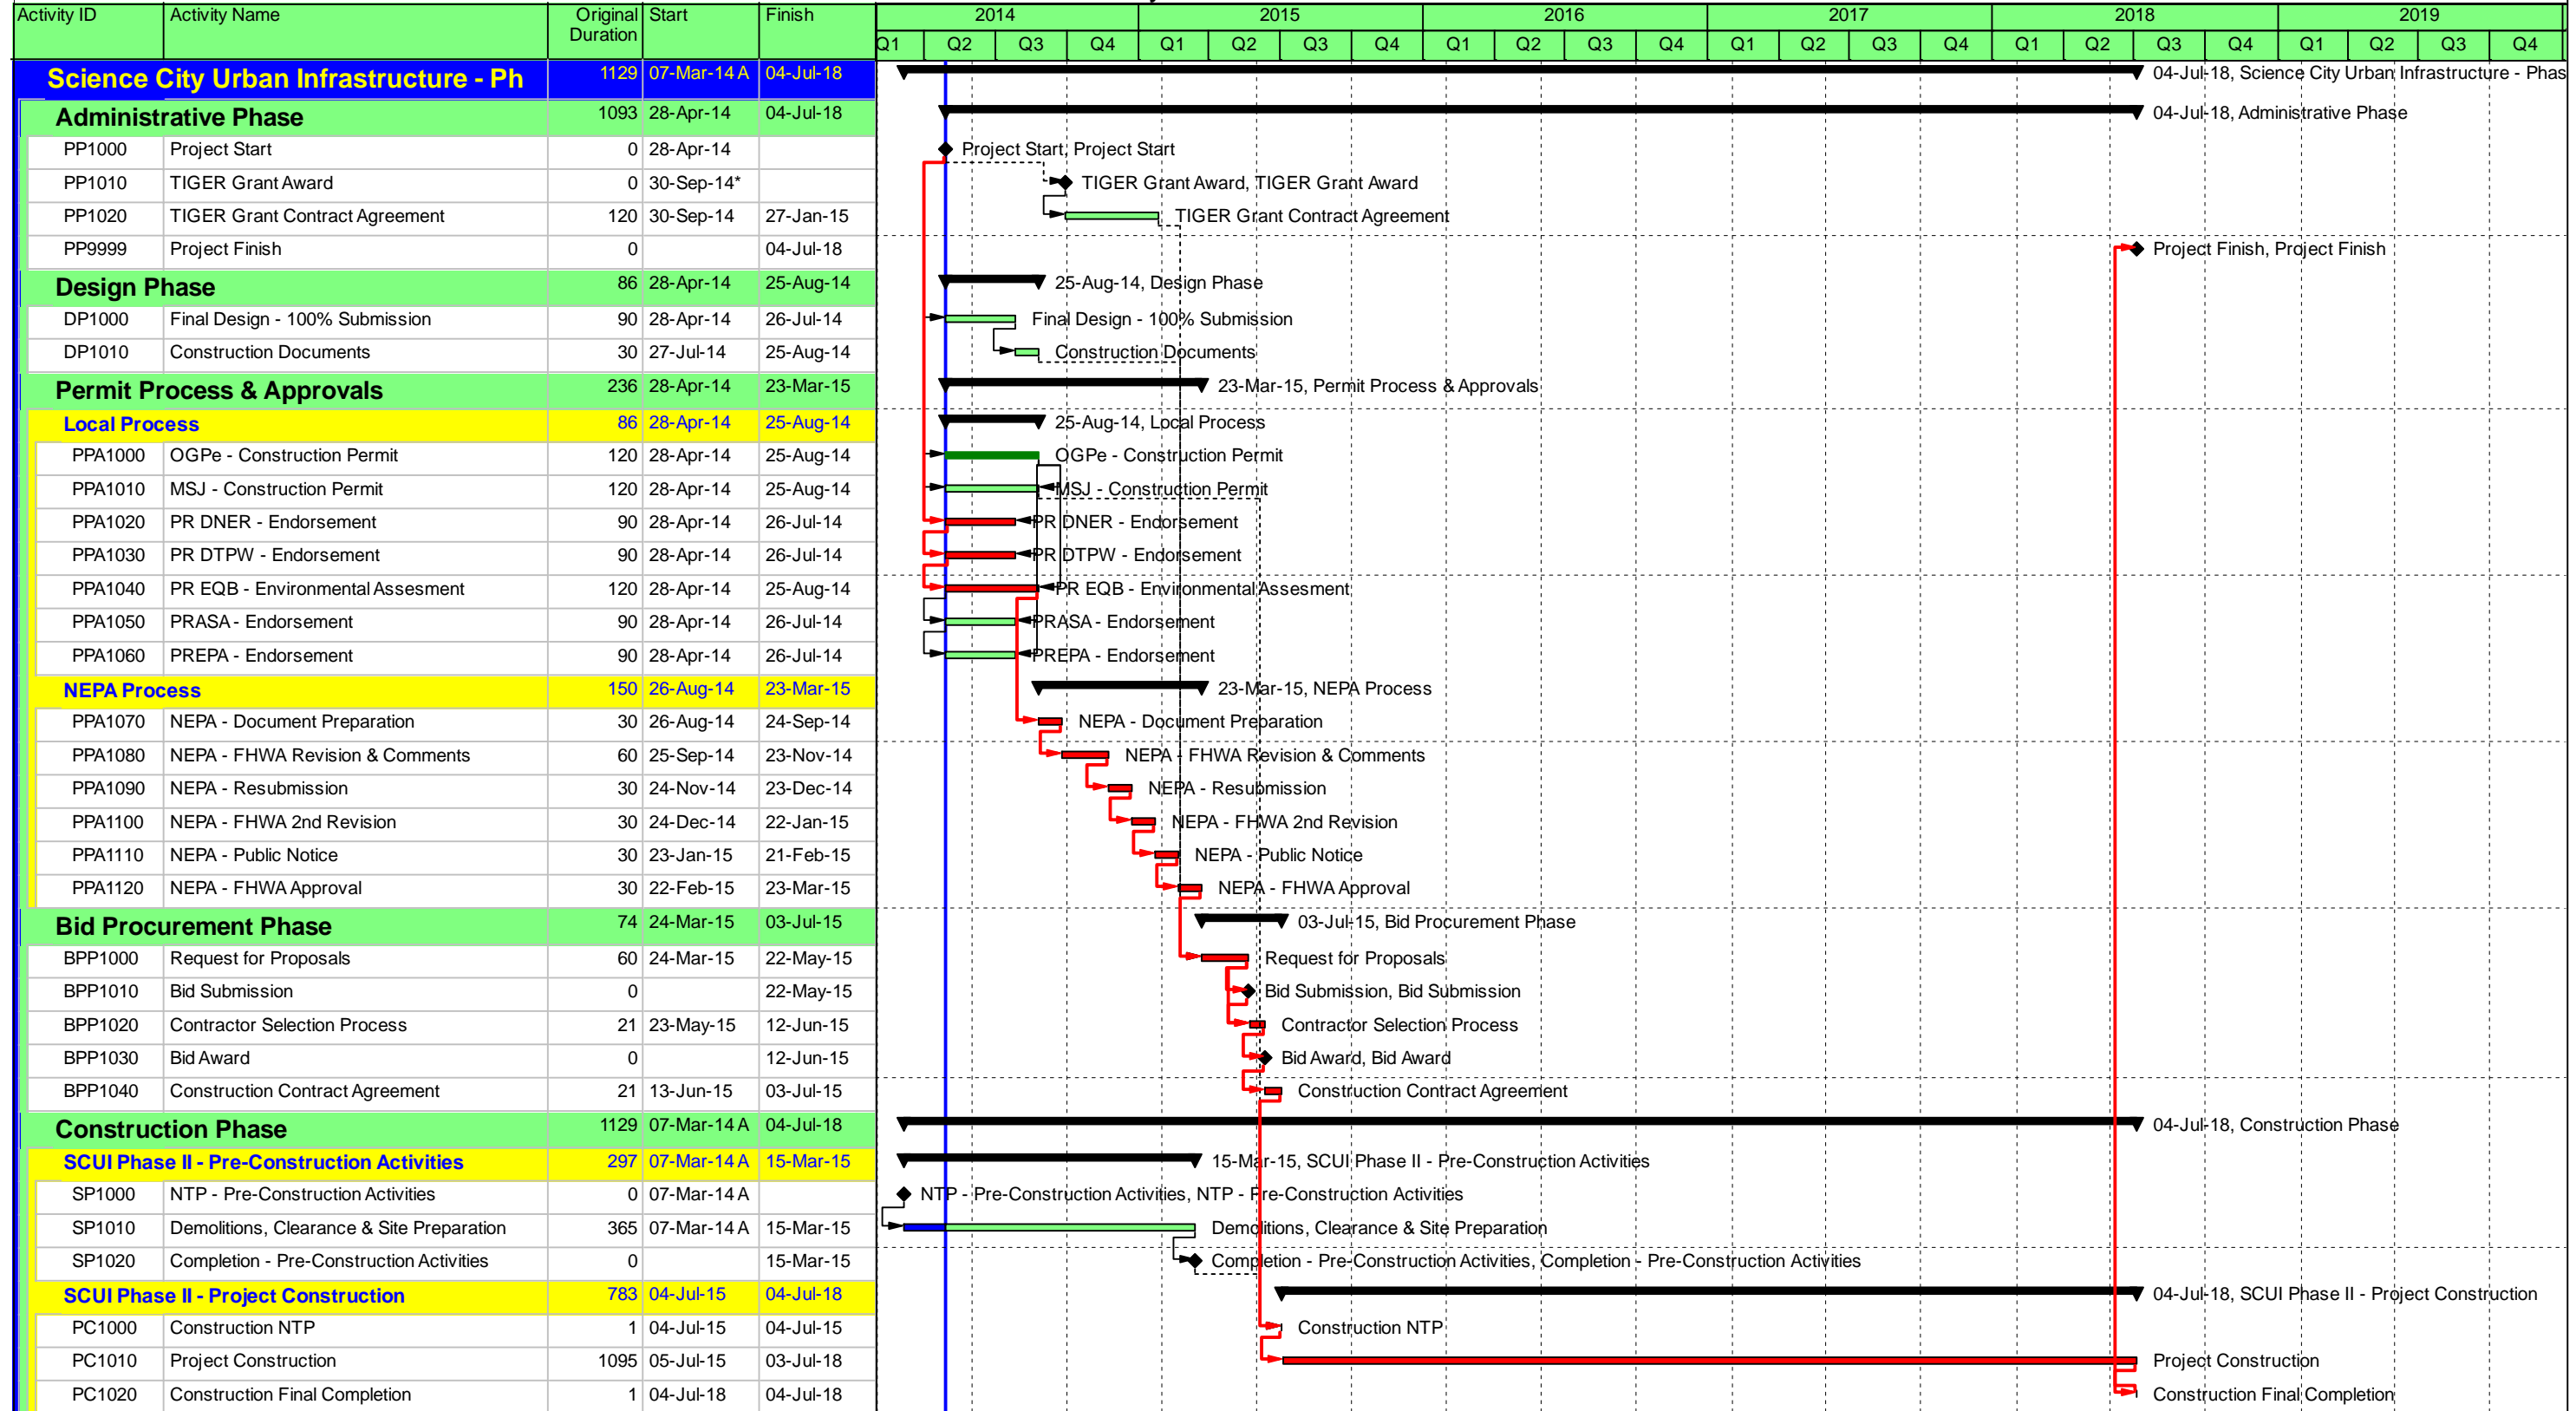 Activity ID Activity Name Original Duration Start Finish 2014 2015 2016 2017 2018 2019
Q1 Q2 Q3 Q4 Q1 Q2 Q3 Q4 Q1 Q2 Q3 Q4 Q1 Q2 Q3 Q4 Q1 Q2 Q3 Q4 Q1 Q2 Q3 Q4
Science City Urban Infrastructure - Ph 1129 07-Mar-14 A 04-Jul-18 04-Jul-18, Science City Urban Infrastructure - Phas
Administrative Phase 1093 28-Apr-14 04-Jul-18 04-Jul-18, Administrative Phase
PP1000 Project Start 0 28-Apr-14 Project Start, Project Start
PP1010 TIGER Grant Award 0 30-Sep-14* TIGER Grant Award, TIGER Grant Award
PP1020 TIGER Grant Contract Agreement 120 30-Sep-14 27-Jan-15 TIGER Grant Contract Agreement
PP9999 Project Finish 0 04-Jul-18 Project Finish, Project Finish
Design Phase 86 28-Apr-14 25-Aug-14 25-Aug-14, Design Phase
DP1000 Final Design - 100% Submission 90 28-Apr-14 26-Jul-14 Final Design - 100% Submission
DP1010 Construction Documents 30 27-Jul-14 25-Aug-14 Construction Documents
Permit Process & Approvals 236 28-Apr-14 23-Mar-15 23-Mar-15, Permit Process & Approvals
Local Process 86 28-Apr-14 25-Aug-14 25-Aug-14, Local Process
PPA1000 OGPe - Construction Permit 120 28-Apr-14 25-Aug-14 OGPe - Construction Permit
PPA1010 MSJ - Construction Permit 120 28-Apr-14 25-Aug-14 MSJ - Construction Permit
PPA1020 PR DNER - Endorsement 90 28-Apr-14 26-Jul-14 PR DNER - Endorsement
PPA1030 PR DTPW - Endorsement 90 28-Apr-14 26-Jul-14 PR DTPW - Endorsement
PPA1040 PR EQB - Environmental Assesment 120 28-Apr-14 25-Aug-14 PR EQB - Environmental Assesment
PPA1050 PRASA - Endorsement 90 28-Apr-14 26-Jul-14 PRASA - Endorsement
PPA1060 PREPA - Endorsement 90 28-Apr-14 26-Jul-14 PREPA - Endorsement
NEPA Process 150 26-Aug-14 23-Mar-15 23-Mar-15, NEPA Process
PPA1070 NEPA - Document Preparation 30 26-Aug-14 24-Sep-14 NEPA - Document Preparation
PPA1080 NEPA - FHWA Revision & Comments 60 25-Sep-14 23-Nov-14 NEPA - FHWA Revision & Comments
PPA1090 NEPA - Resubmission 30 24-Nov-14 23-Dec-14 NEPA - Resubmission
PPA1100 NEPA - FHWA 2nd Revision 30 24-Dec-14 22-Jan-15 NEPA - FHWA 2nd Revision
PPA1110 NEPA - Public Notice 30 23-Jan-15 21-Feb-15 NEPA - Public Notice
PPA1120 NEPA - FHWA Approval 30 22-Feb-15 23-Mar-15 NEPA - FHWA Approval
Bid Procurement Phase 74 24-Mar-15 03-Jul-15 03-Jul-15, Bid Procurement Phase
BPP1000 Request for Proposals 60 24-Mar-15 22-May-15 Request for Proposals
BPP1010 Bid Submission 0 22-May-15 Bid Submission, Bid Submission
BPP1020 Contractor Selection Process 21 23-May-15 12-Jun-15 Contractor Selection Process
BPP1030 Bid Award 0 12-Jun-15 Bid Award, Bid Award
BPP1040 Construction Contract Agreement 21 13-Jun-15 03-Jul-15 Construction Contract Agreement
Construction Phase 1129 07-Mar-14 A 04-Jul-18 04-Jul-18, Construction Phase
SCUI Phase II - Pre-Construction Activities 297 07-Mar-14 A 15-Mar-15 15-Mar-15, SCUI Phase II - Pre-Construction Activities
SP1000 NTP - Pre-Construction Activities 0 07-Mar-14 A NTP - Pre-Construction Activities, NTP - Pre-Construction Activities
SP1010 Demolitions, Clearance & Site Preparation 365 07-Mar-14 A 15-Mar-15 Demolitions, Clearance & Site Preparation
SP1020 Completion - Pre-Construction Activities 0 15-Mar-15 Completion - Pre-Construction Activities, Completion - Pre-Construction Activities
SCUI Phase II - Project Construction 783 04-Jul-15 04-Jul-18 04-Jul-18, SCUI Phase II - Project Construction
PC1000 Construction NTP 1 04-Jul-15 04-Jul-15 Construction NTP
PC1010 Project Construction 1095 05-Jul-15 03-Jul-18 Project Construction
PC1020 Construction Final Completion 1 04-Jul-18 04-Jul-18 Construction Final Completion